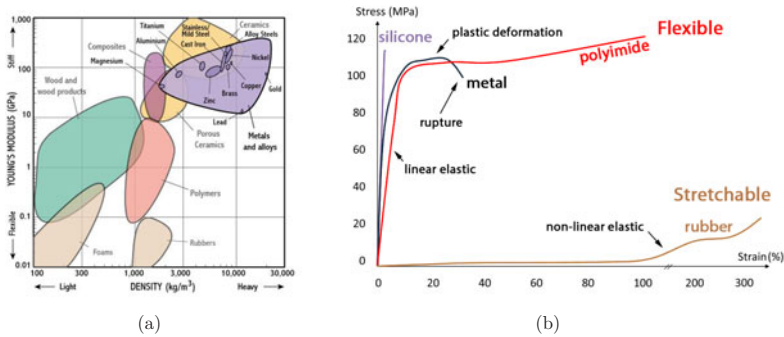 1,000
100
10
1
0.1
0.01
YOUNG'S MODULUS (GPa)
Stiff
Flexible
Titanium
Aluminium
Composites
Magnesium
Wood and
wood products
Stainless/
Mild Steel
Cast Iron
Ceramics
Alloy Steels
Nickel
Copper
Gold
Brass
Zinc
Lead
Porous
Ceramics
Metals
and alloys
Polymers
Foams
Rubbers
100
1,000
3,000
10,000
30,000
Light
DENSITY (kg/m³)
Heavy
(a)
Stress (MPa)
120
100
80
60
40
20
0
silicone
plastic deformation
Flexible
polyimide
metal
rupture
linear elastic
Stretchable
rubber
non-linear elastic
0
20
40
60
80
100
200
300
Strain(%)
(b)